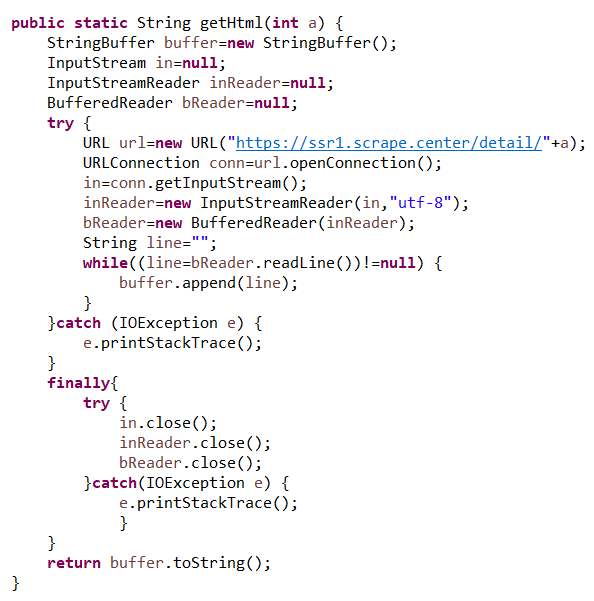 public static String getHtml(int a) {
    StringBuffer buffer=new StringBuffer();
    InputStream in=null;
    InputStreamReader inReader=null;
    BufferedReader bReader=null;
    try {
        URL url=new URL("https://ssr1.scrape.center/detail/"+a);
        URLConnection conn=url.openConnection();
        in=conn.getInputStream();
        inReader=new InputStreamReader(in,"utf-8");
        bReader=new BufferedReader(inReader);
        String line="";
        while((line=bReader.readLine())!=null) {
            buffer.append(line);
        }
    }catch (IOException e) {
        e.printStackTrace();
    }
    finally{
        try {
            in.close();
            inReader.close();
            bReader.close();
        }catch(IOException e) {
            e.printStackTrace();
            }
    }
    return buffer.toString();
}